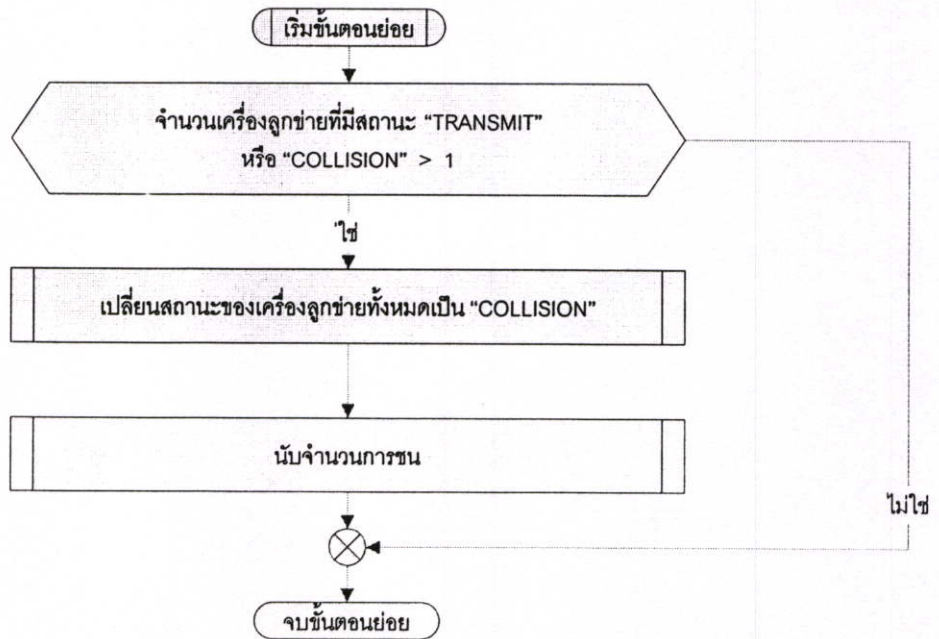 เริ่มขั้นตอนย่อย
จำนวนเครื่องลูกข่ายที่มีสถานะ “TRANSMIT”
หรือ “COLLISION” > 1
ใช่
เปลี่ยนสถานะของเครื่องลูกข่ายทั้งหมดเป็น “COLLISION”
นับจำนวนการชน
ไม่ใช่
จบขั้นตอนย่อย